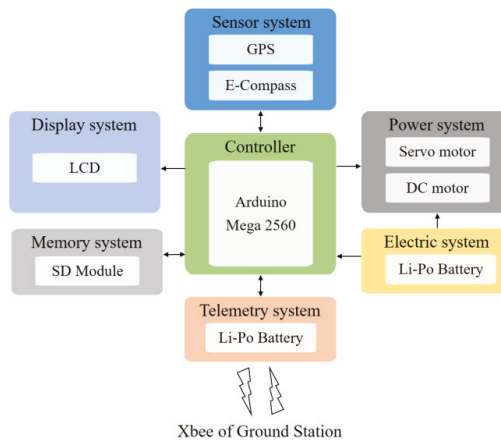 Sensor system
GPS
E-Compass
Display system
LCD
Controller
Arduino
Mega 2560
Power system
Servo motor
DC motor
Memory system
SD Module
Electric system
Li-Po Battery
Telemetry system
Li-Po Battery
Xbee of Ground Station